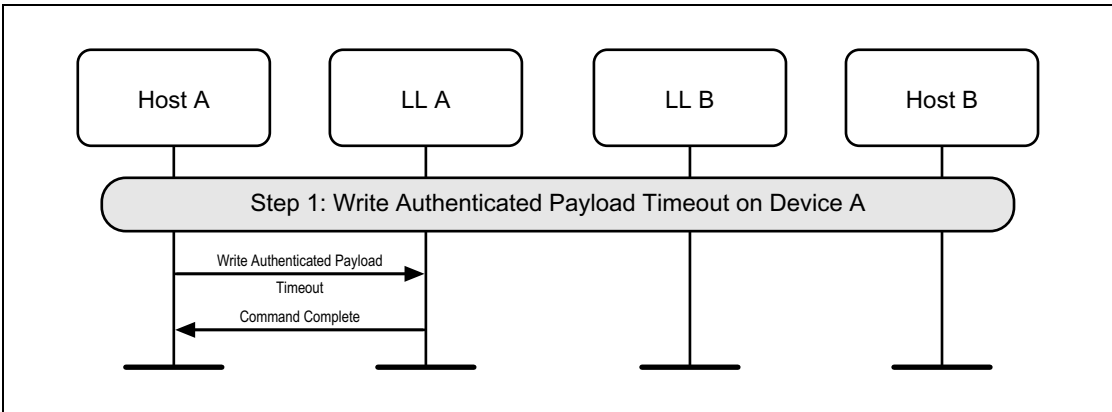 Host A
LL A
LL B
Host B
Step 1: Write Authenticated Payload Timeout on Device A
Write Authenticated Payload
Timeout
Command Complete